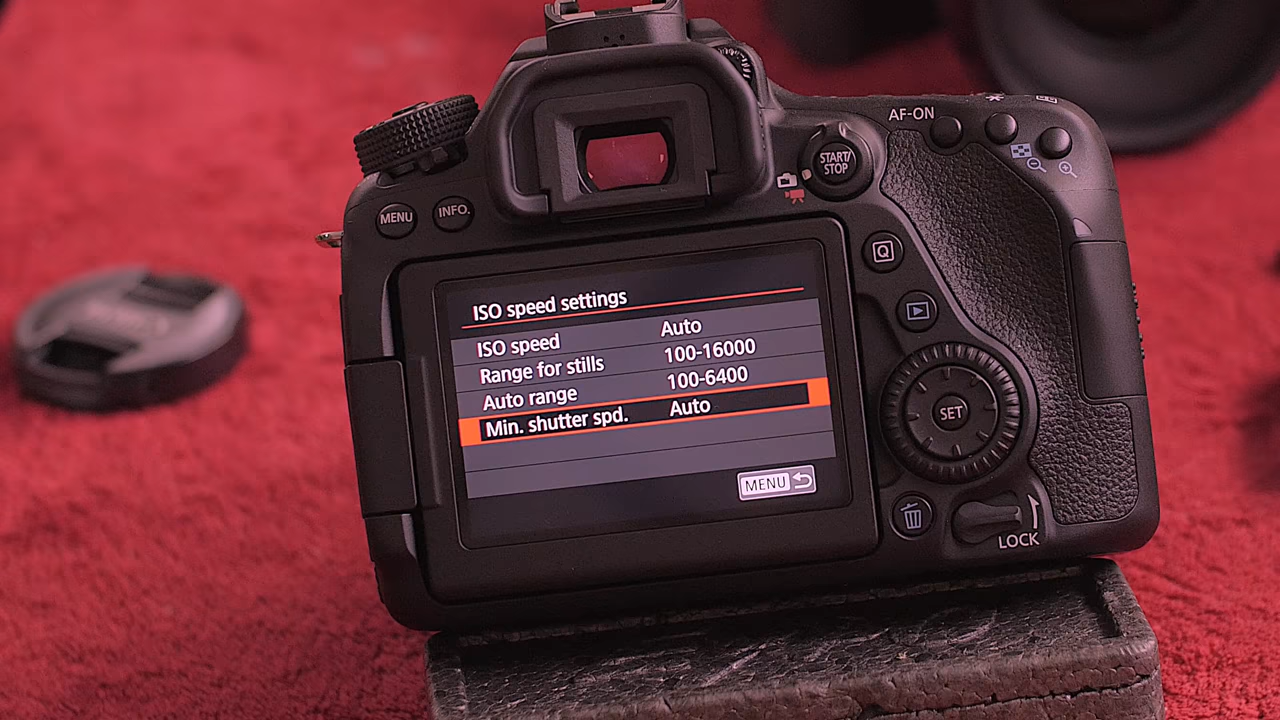 AF-ON
START/
STOP
MENU
INFO.
Q
ISO speed settings
ISO speed Auto
Range for stills 100-16000
Auto range 100-6400
Min. shutter spd. Auto
MENU
SET
LOCK